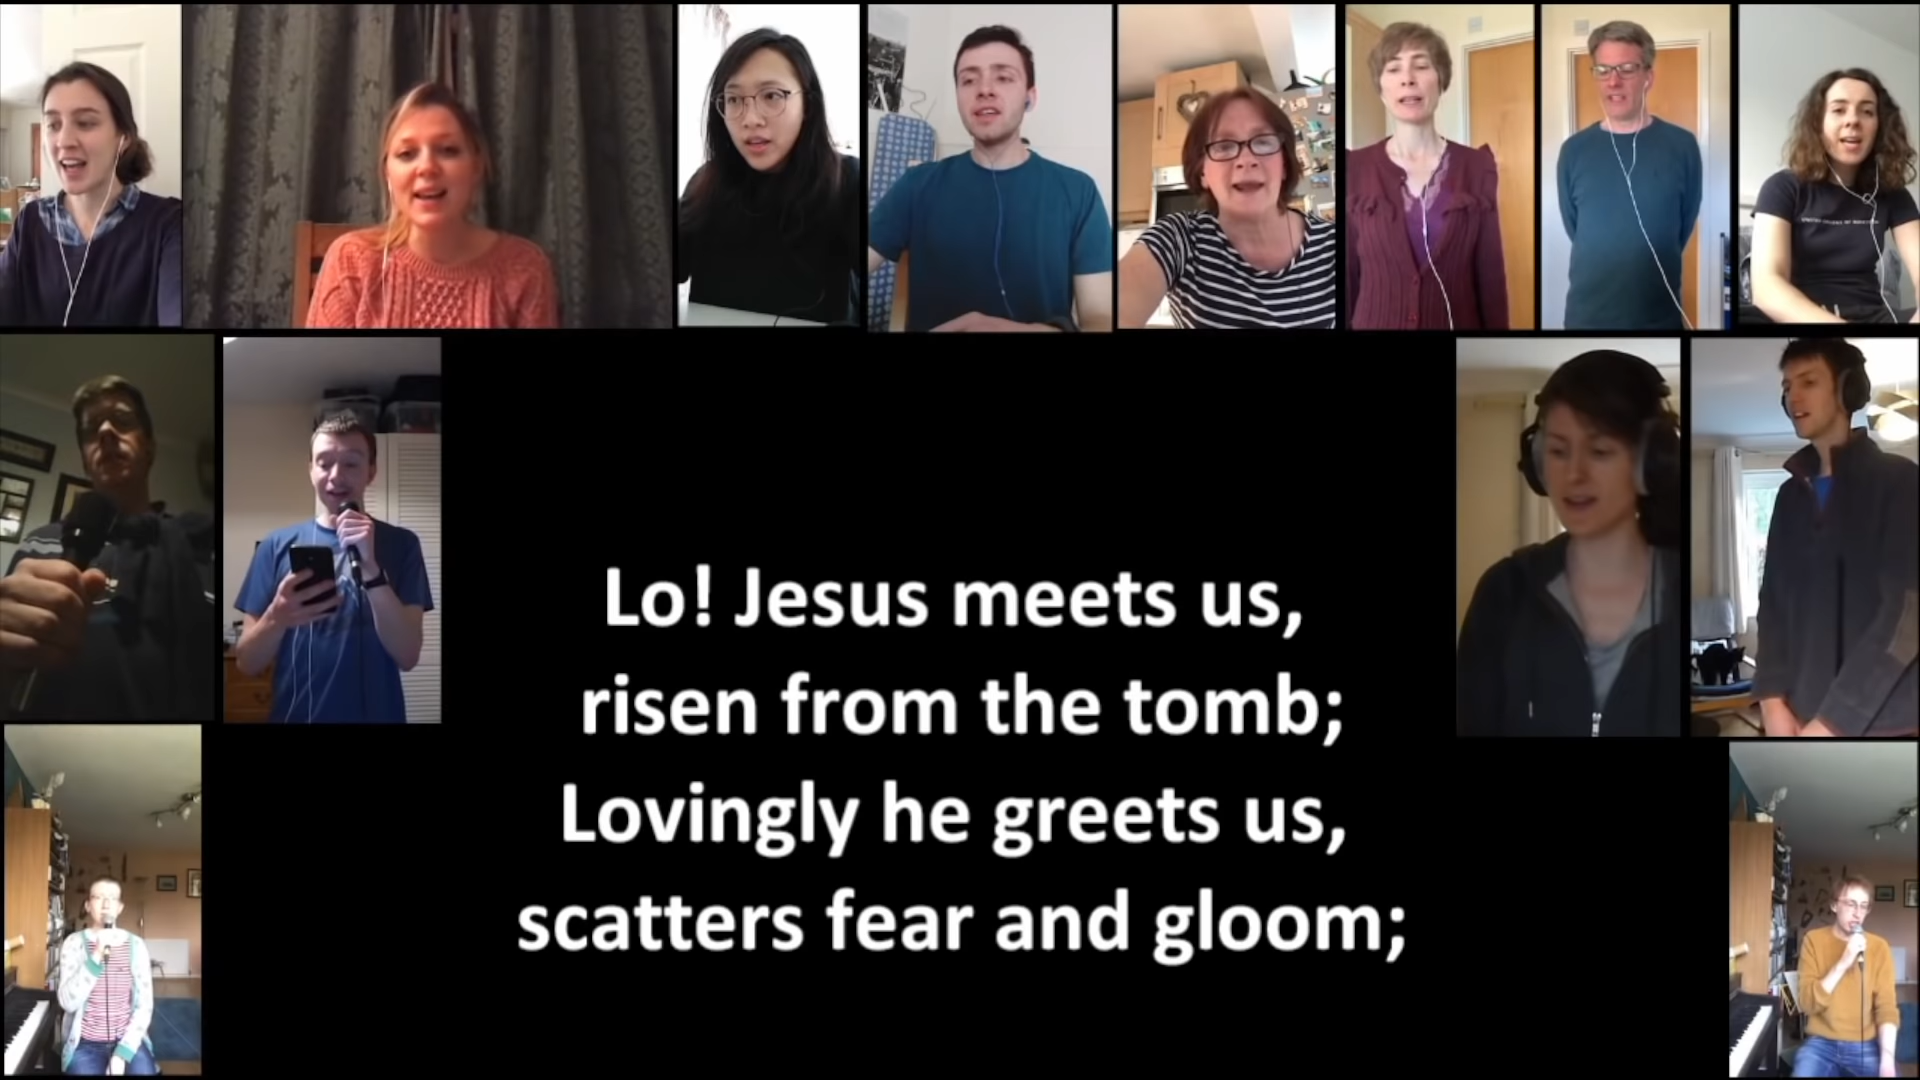 Lo! Jesus meets us,
risen from the tomb;
Lovingly he greets us,
scatters fear and gloom;